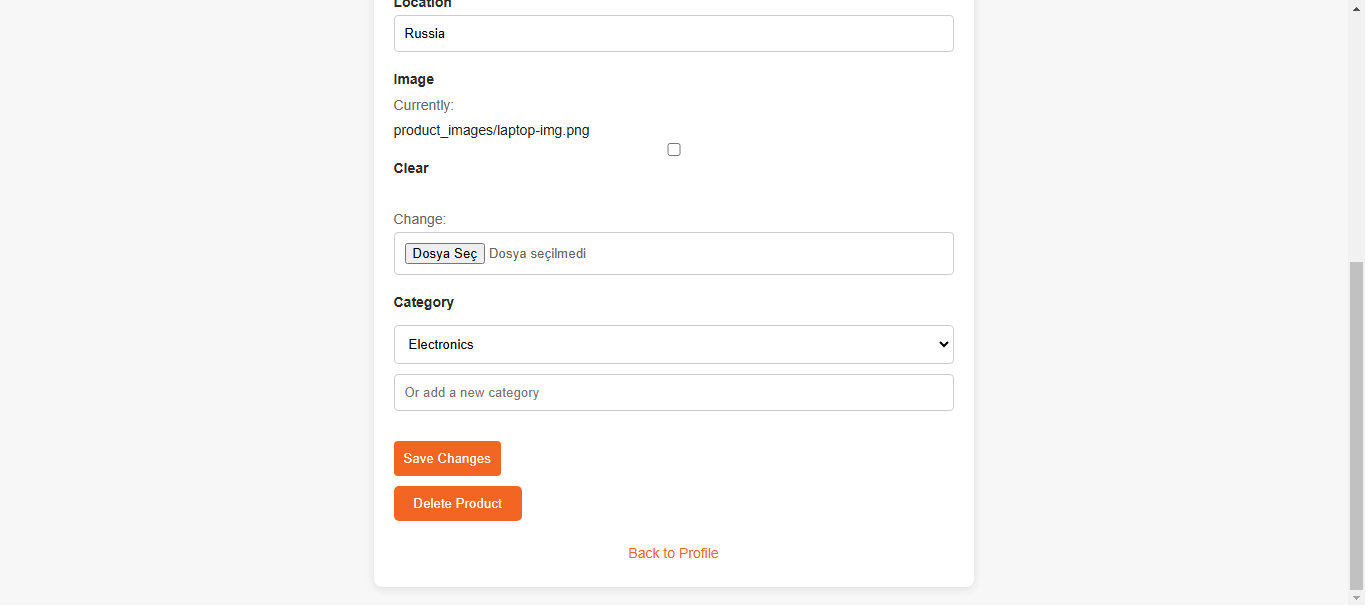 Location
Russia
Image
Currently:
product_images/laptop-img.png
Clear
Change:
Dosya Seç Dosya seçilmedi
Category
Electronics
Or add a new category
Save Changes
Delete Product
Back to Profile